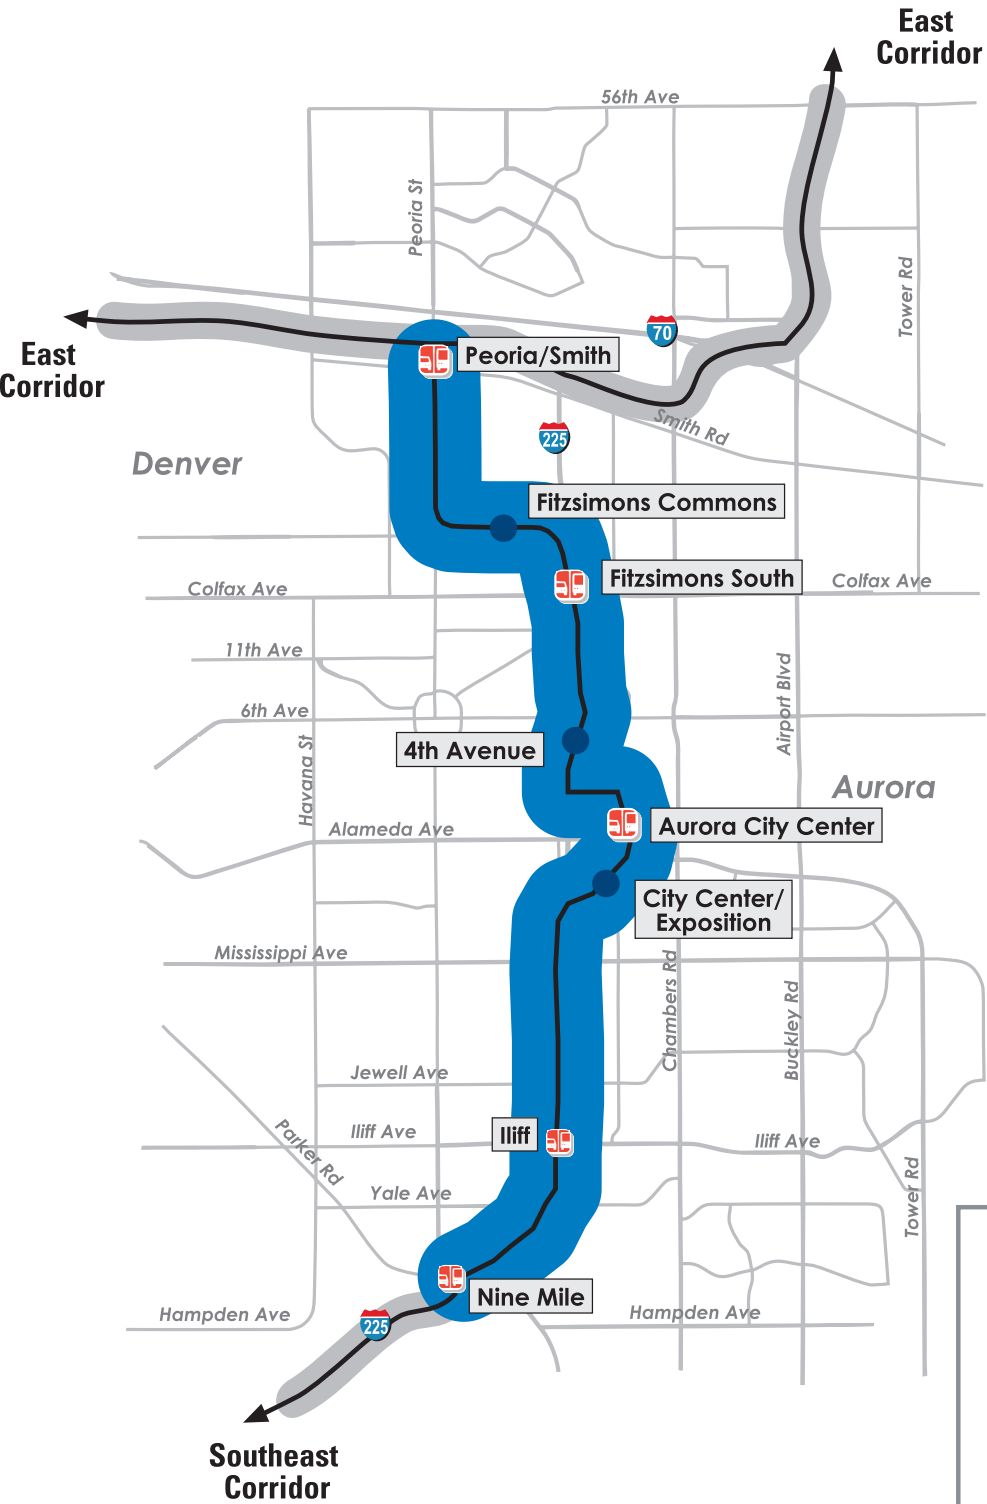 East
Corridor
56th Ave
Peoria St
Tower Rd
70
East
Corridor
Peoria/Smith
Smith Rd
225
Denver
Fitzsimons Commons
Fitzsimons South
Colfax Ave
Colfax Ave
11th Ave
Airport Blvd
6th Ave
Havana St
4th Avenue
Aurora
Alameda Ave
Aurora City Center
City Center/
Exposition
Mississippi Ave
Chambers Rd
Buckley Rd
Jewell Ave
Parker Rd
Iliff Ave
Iliff
Iliff Ave
Yale Ave
Tower Rd
Nine Mile
Hampden Ave
225
Hampden Ave
Southeast
Corridor